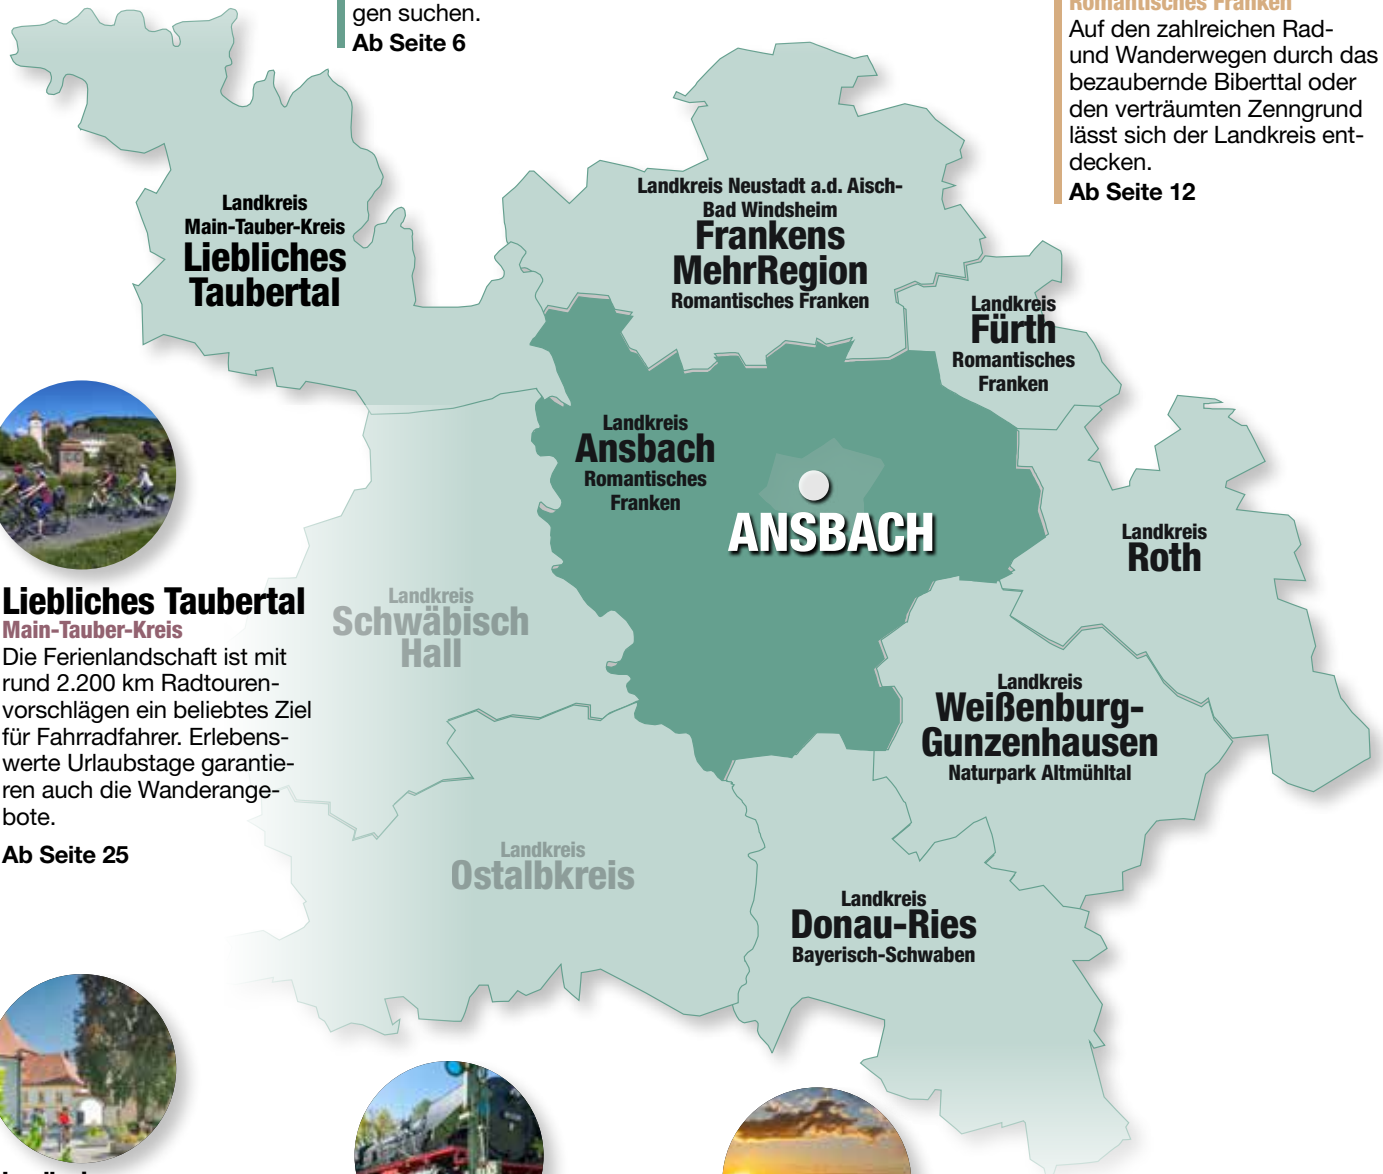 gen suchen.
Ab Seite 6
Romantisches Franken
Auf den zahlreichen Rad-
und Wanderwegen durch das
bezaubernde Biberttal oder
den verträumten Zenngrund
lässt sich der Landkreis ent-
decken.
Ab Seite 12
Landkreis
Main-Tauber-Kreis
Liebliches
Taubertal
Landkreis Neustadt a.d. Aisch-
Bad Windsheim
Frankens
MehrRegion
Romantisches Franken
Landkreis
Fürth
Romantisches
Franken
Landkreis
Ansbach
Romantisches
Franken
ANSBACH
Landkreis
Roth
Landkreis
Schwäbisch
Hall
Landkreis
Weißenburg-
Gunzenhausen
Naturpark Altmühltal
Landkreis
Ostalbkreis
Landkreis
Donau-Ries
Bayerisch-Schwaben
Liebliches Taubertal
Main-Tauber-Kreis
Die Ferienlandschaft ist mit
rund 2.200 km Radtouren-
vorschlägen ein beliebtes Ziel
für Fahrradfahrer. Erlebens-
werte Urlaubstage garantie-
ren auch die Wanderange-
bote.
Ab Seite 25